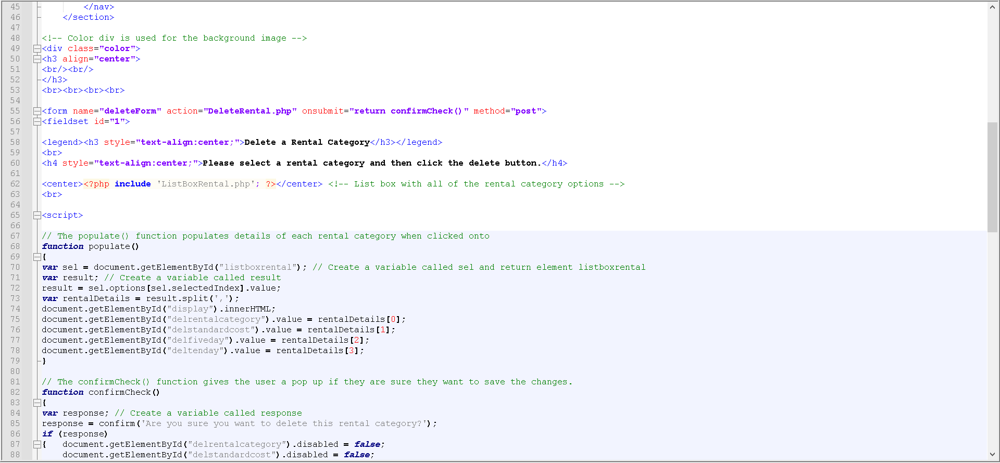 45         </nav>
46     </section>
47
48 <!-- Color div is used for the background image -->
49 <div class="color">
50 <h3 align="center">
51 <br/><br/>
52 </h3>
53 <br><br><br><br>
54
55 <form name="deleteForm" action="DeleteRental.php" onsubmit="return confirmCheck()" method="post">
56 <fieldset id="1">
57
58 <legend><h3 style="text-align:center;">Delete a Rental Category</h3></legend>
59 <br>
60 <h4 style="text-align:center;">Please select a rental category and then click the delete button.</h4>
61
62 <center><?php include 'ListBoxRental.php'; ?></center> <!-- List box with all of the rental category options -->
63 <br>
64
65 <script>
66
67 // The populate() function populates details of each rental category when clicked onto
68 function populate()
69 {
70 var sel = document.getElementById("listboxrental"); // Create a variable called sel and return element listboxrental
71 var result; // Create a variable called result
72 result = sel.options[sel.selectedIndex].value;
73 var rentalDetails = result.split(',');
74 document.getElementById("display").innerHTML;
75 document.getElementById("delrentalcategory").value = rentalDetails[0];
76 document.getElementById("delstandardcost").value = rentalDetails[1];
77 document.getElementById("delfiveday").value = rentalDetails[2];
78 document.getElementById("deltenday").value = rentalDetails[3];
79 }
80
81 // The confirmCheck() function gives the user a pop up if they are sure they want to save the changes.
82 function confirmCheck()
83 {
84 var response; // Create a variable called response
85 response = confirm('Are you sure you want to delete this rental category?');
86 if (response)
87 {   document.getElementById("delrentalcategory").disabled = false;
88     document.getElementById("delstandardcost").disabled = false;